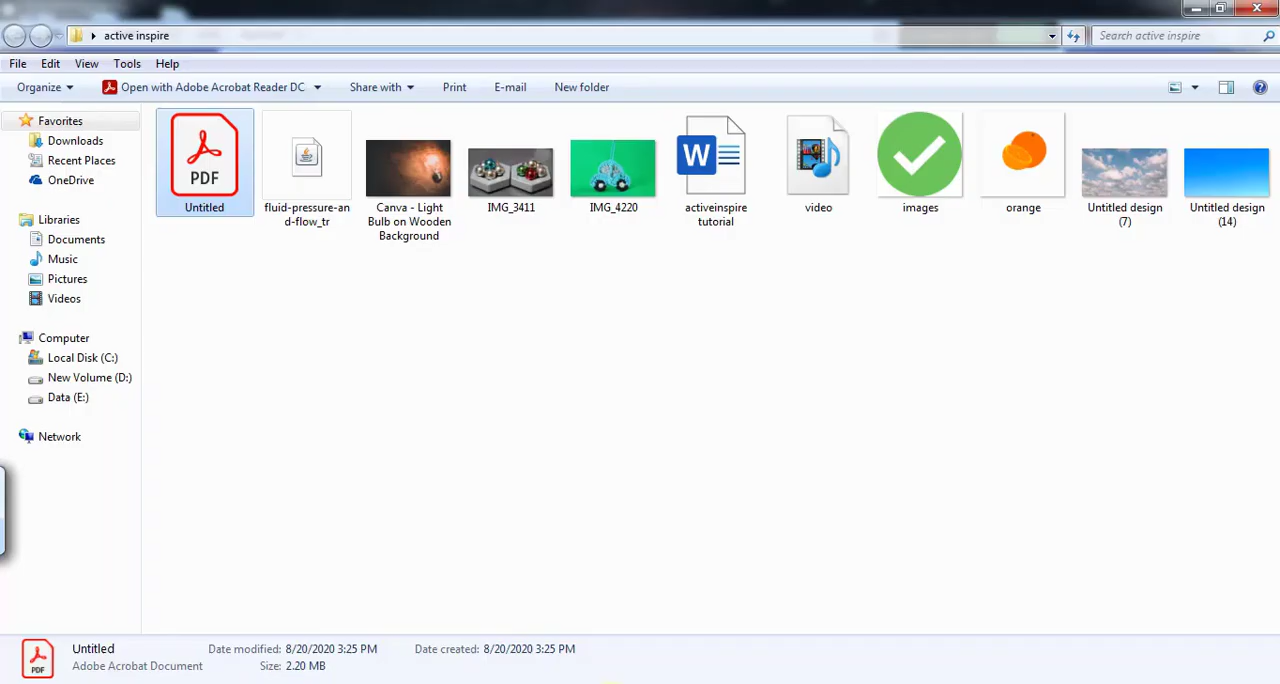 active inspire
Search active inspire
File Edit View Tools Help
Organize Open with Adobe Acrobat Reader DC Share with Print E-mail New folder
Favorites
Downloads
Recent Places
OneDrive
Libraries
Documents
Music
Pictures
Videos
Computer
Local Disk (C:)
New Volume (D:)
Data (E:)
Network
PDF
Untitled
fluid-pressure-an
d-flow_tr
Canva - Light
Bulb on Wooden
Background
IMG_3411
IMG_4220
W
activeinspire
tutorial
video
images
orange
Untitled design
(7)
Untitled design
(14)
PDF
Untitled
Adobe Acrobat Document
Date modified: 8/20/2020 3:25 PM
Size: 2.20 MB
Date created: 8/20/2020 3:25 PM